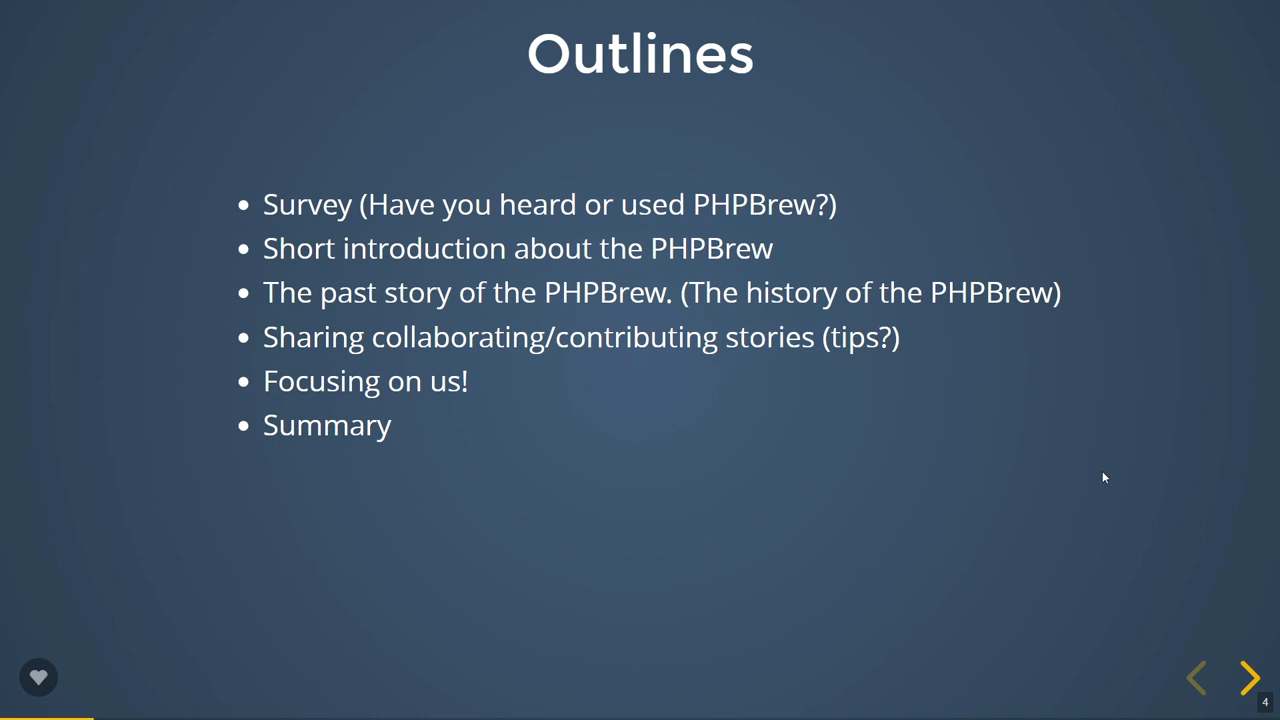 Outlines
Survey (Have you heard or used PHPBrew?)
Short introduction about the PHPBrew
The past story of the PHPBrew. (The history of the PHPBrew)
Sharing collaborating/contributing stories (tips?)
Focusing on us!
Summary
4